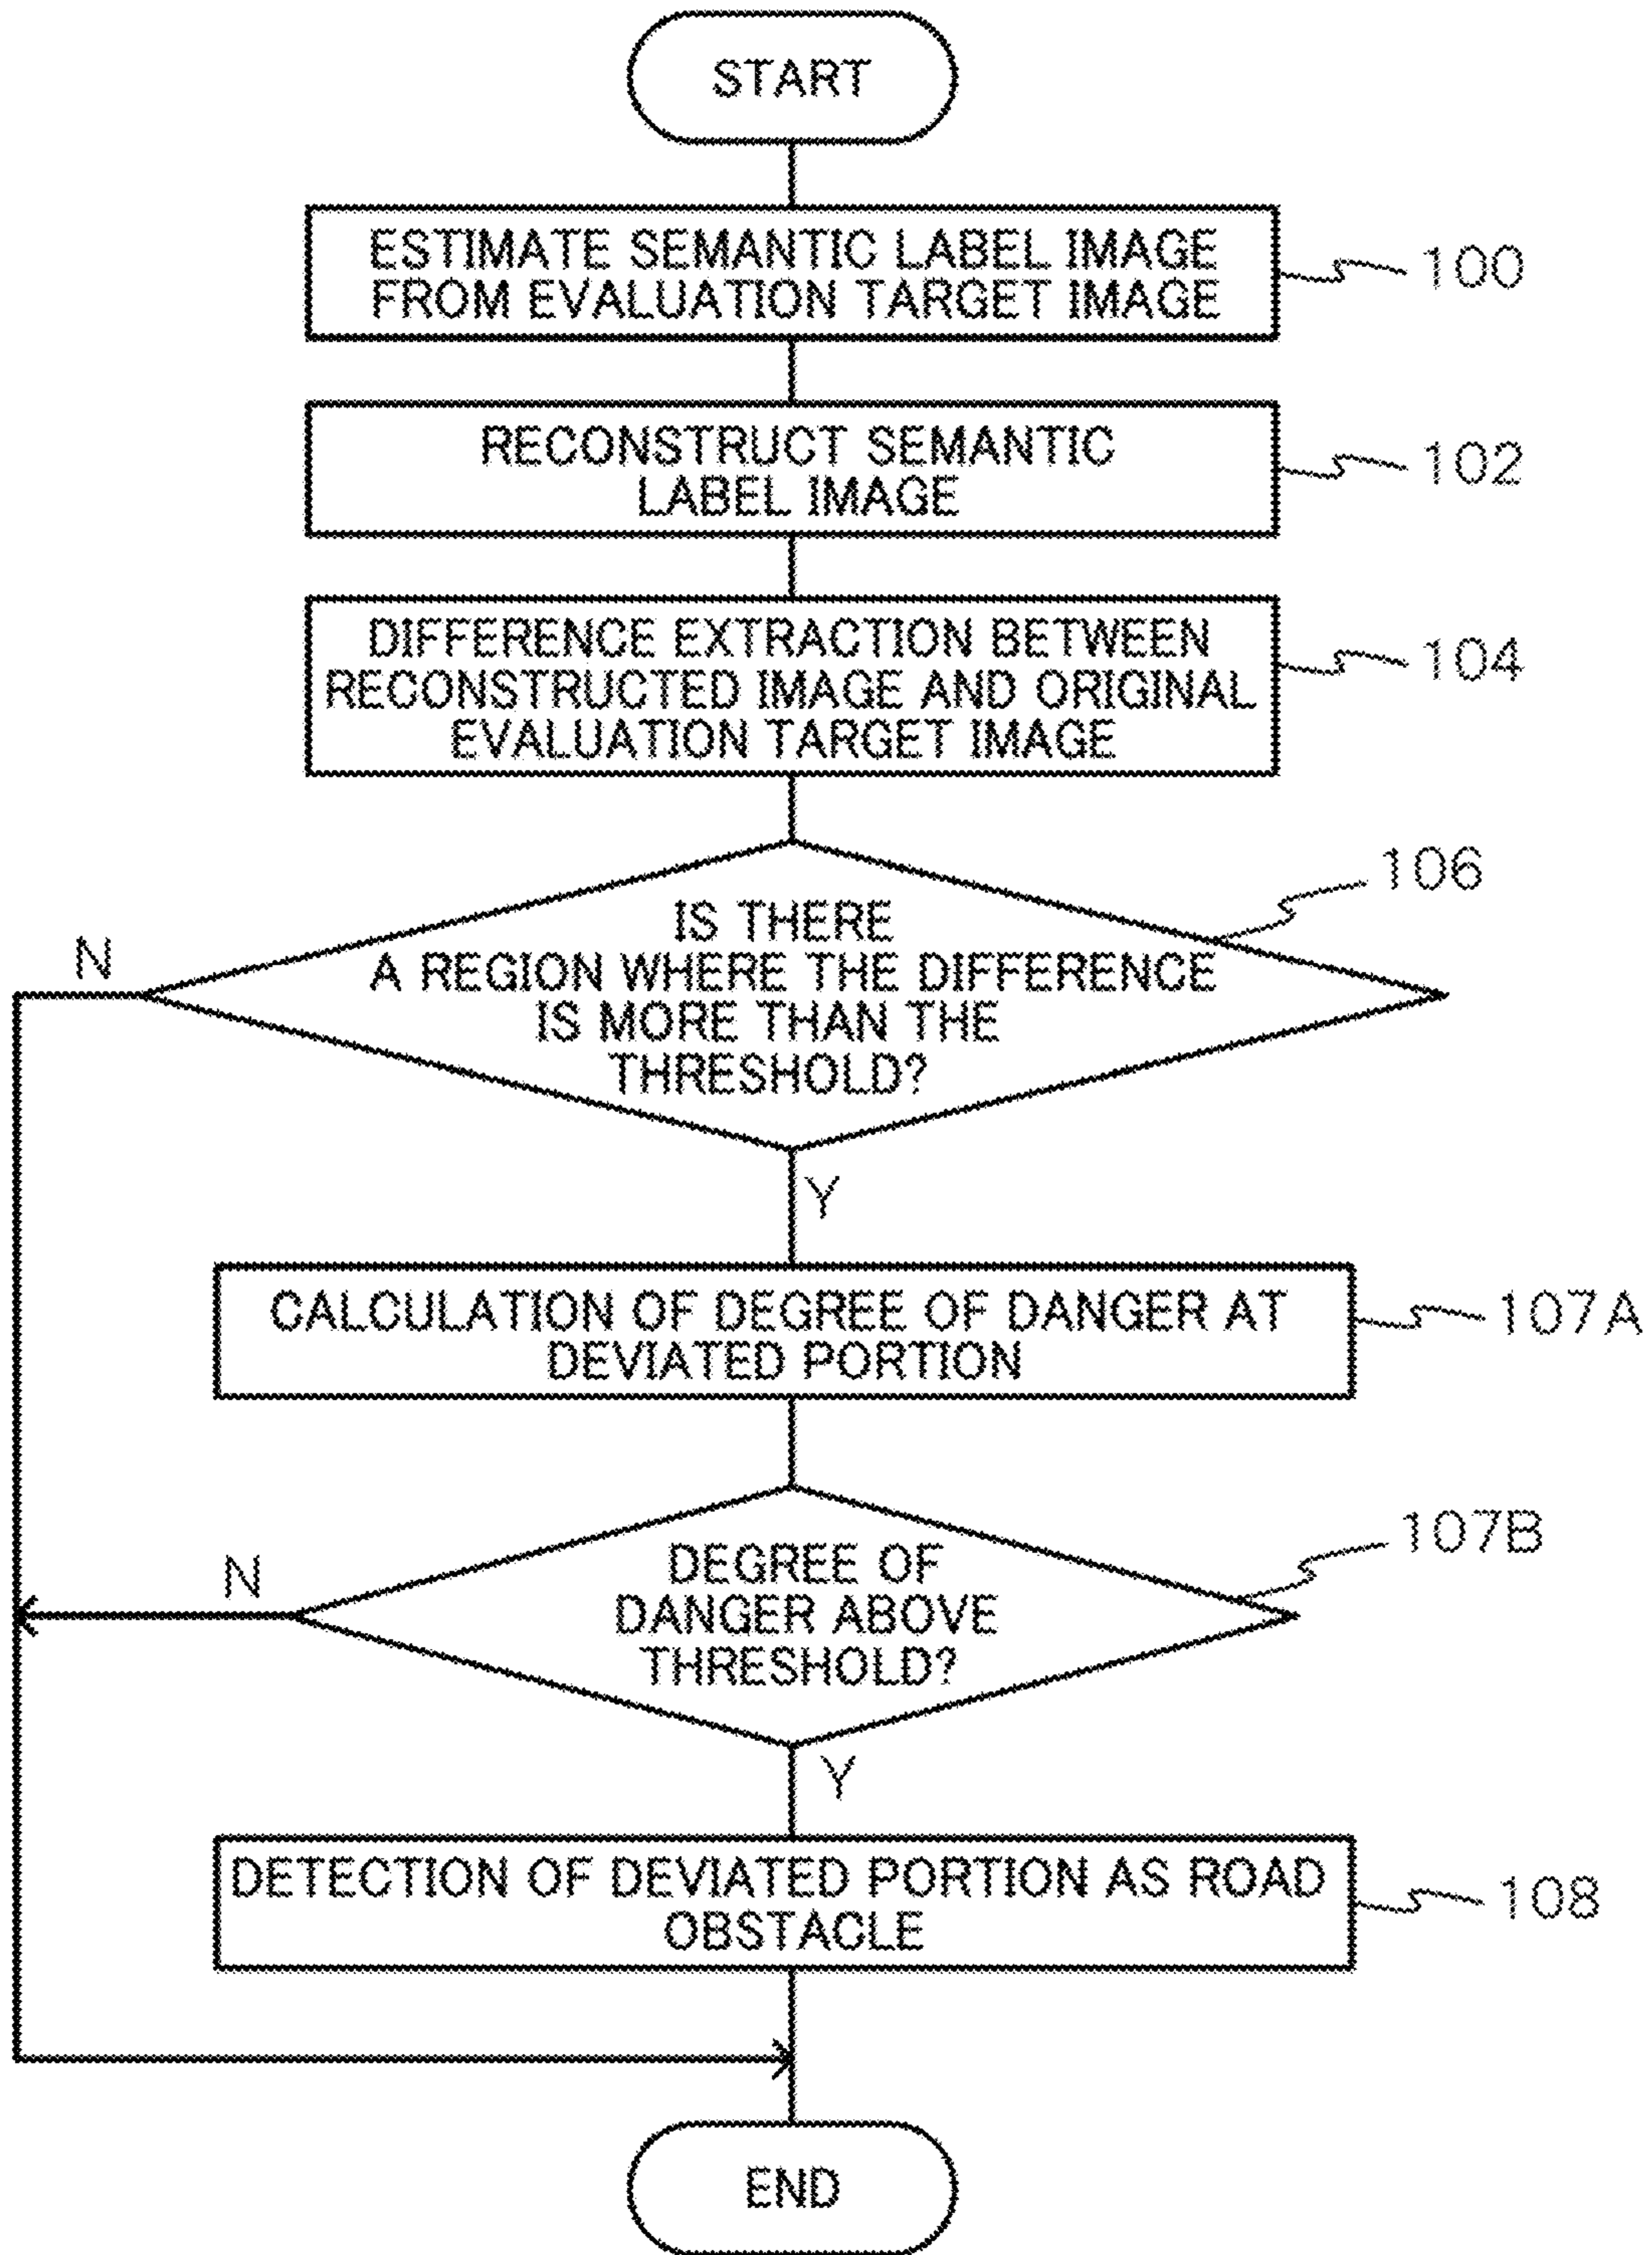 START
ESTIMATE SEMANTIC LABEL IMAGE
FROM EVALUATION TARGET IMAGE
100
RECONSTRUCT SEMANTIC
LABEL IMAGE
102
DIFFERENCE EXTRACTION BETWEEN
RECONSTRUCTED IMAGE AND ORIGINAL
EVALUATION TARGET IMAGE
104
106
IS THERE
A REGION WHERE THE DIFFERENCE
IS MORE THAN THE
THRESHOLD?
N
Y
CALCULATION OF DEGREE OF DANGER AT
DEVIATED PORTION
107A
107B
DEGREE OF
DANGER ABOVE
THRESHOLD?
N
Y
DETECTION OF DEVIATED PORTION AS ROAD
OBSTACLE
108
END